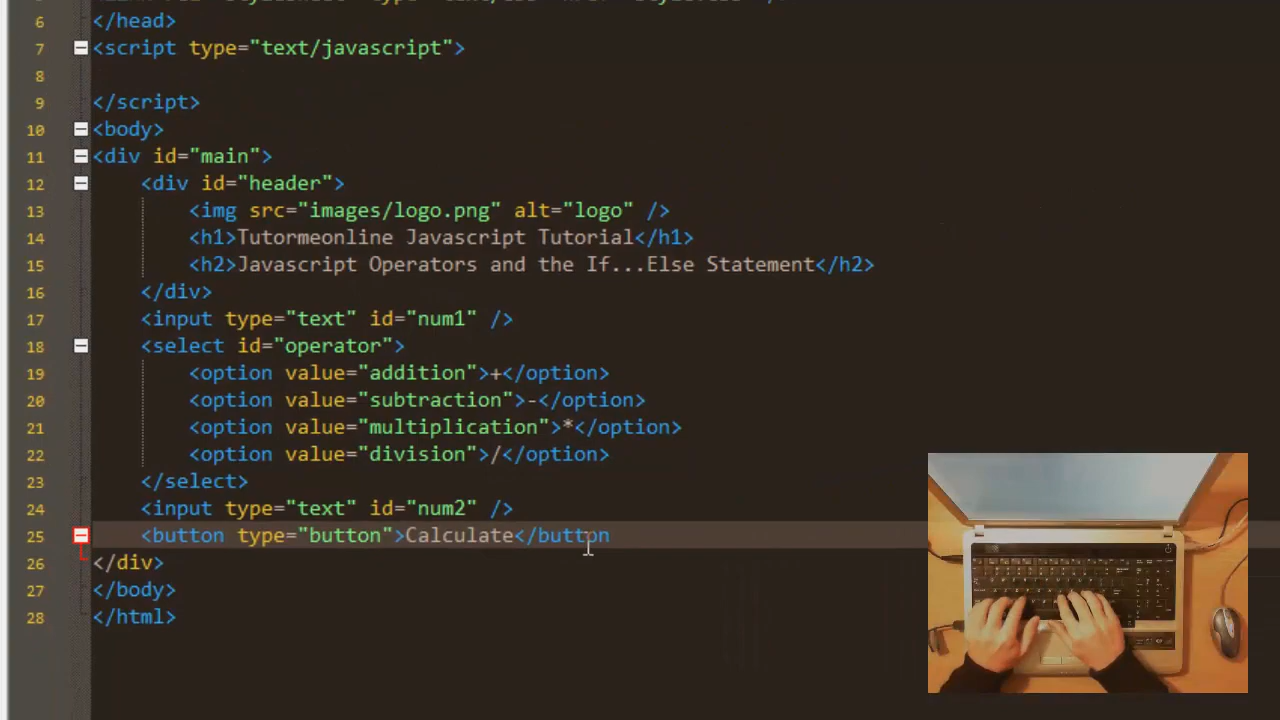 6 </head>
7 <script type="text/javascript">
8
9 </script>
10 <body>
11 <div id="main">
12 <div id="header">
13 <img src="images/logo.png" alt="logo" />
14 <h1>Tutormeonline Javascript Tutorial</h1>
15 <h2>Javascript Operators and the If...Else Statement</h2>
16 </div>
17 <input type="text" id="num1" />
18 <select id="operator">
19 <option value="addition">+</option>
20 <option value="subtraction">-</option>
21 <option value="multiplication">*</option>
22 <option value="division">/</option>
23 </select>
24 <input type="text" id="num2" />
25 <button type="button">Calculate</button
26 </div>
27 </body>
28 </html>